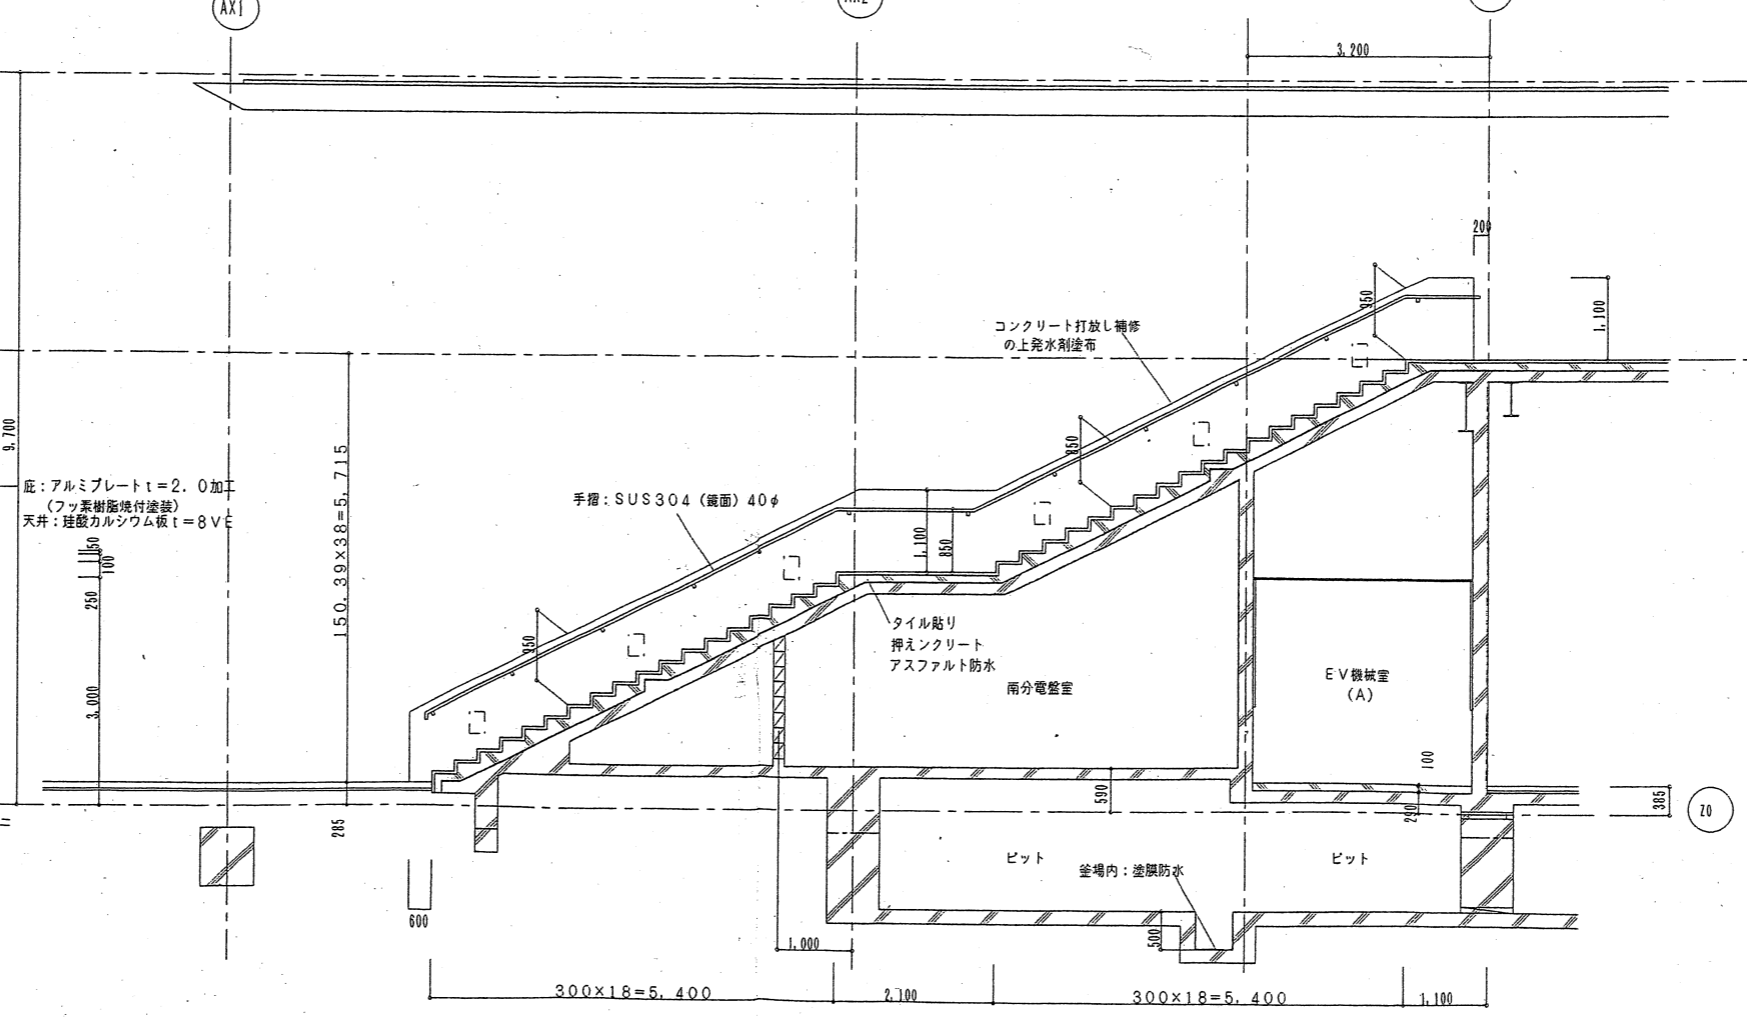 AX1
3,200
200
950
1,100
コンクリート打放し補修
の上発水剤塗布
9,700
150.39×38=5,715
庇:アルミプレートt=2.0加工
(フッ素樹脂焼付塗装)
天井:珪酸カルシウム板t=8VE
手摺:SUS304(鏡面)40φ
850
1,100
850
50
100
250
タイル貼り
押えンクリート
アスファルト防水
南分電盤室
EV機械室
(A)
3,000
100
590
290
385
Z0
285
ピット
ピット
釜場内:塗膜防水
600
1,000
500
300×18=5,400
2,100
300×18=5,400
1,100